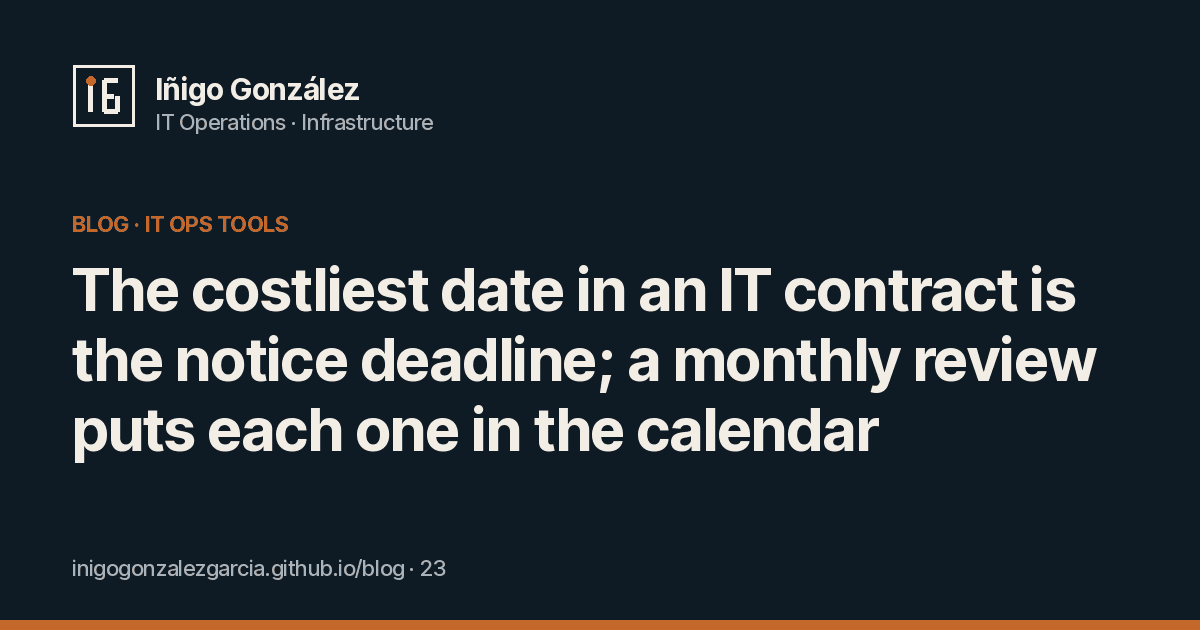 iG
Iñigo González
IT Operations · Infrastructure
BLOG · IT OPS TOOLS
The costliest date in an IT contract is
the notice deadline; a monthly review
puts each one in the calendar
inigogonzalezgarcia.github.io/blog · 23